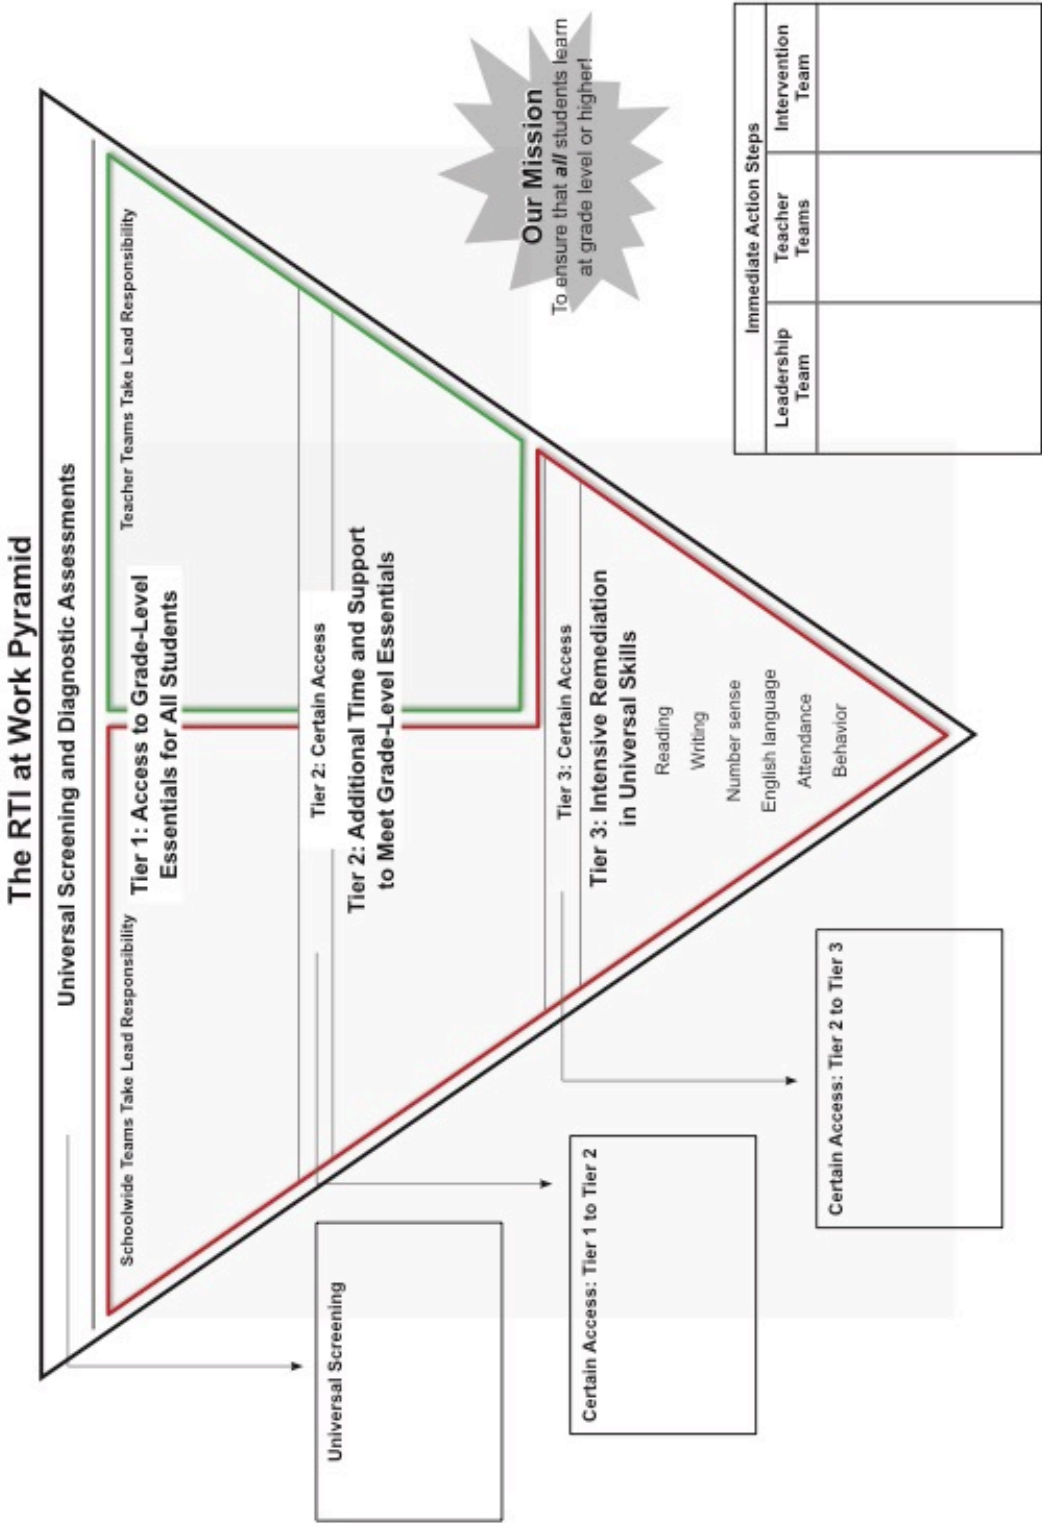 The RTI at Work Pyramid
Universal Screening and Diagnostic Assessments
Schoolwide Teams Take Lead Responsibility
Teacher Teams Take Lead Responsibility
Tier 1: Access to Grade-Level
Essentials for All Students
Tier 2: Certain Access
Tier 2: Additional Time and Support
to Meet Grade-Level Essentials
Tier 3: Certain Access
Tier 3: Intensive Remediation
in Universal Skills
Reading
Writing
Number sense
English language
Attendance
Behavior
Universal Screening
Certain Access: Tier 1 to Tier 2
Certain Access: Tier 2 to Tier 3
Our Mission
To ensure that all students learn
at grade level or higher!
Immediate Action Steps
Leadership
Team
Teacher
Teams
Intervention
Team